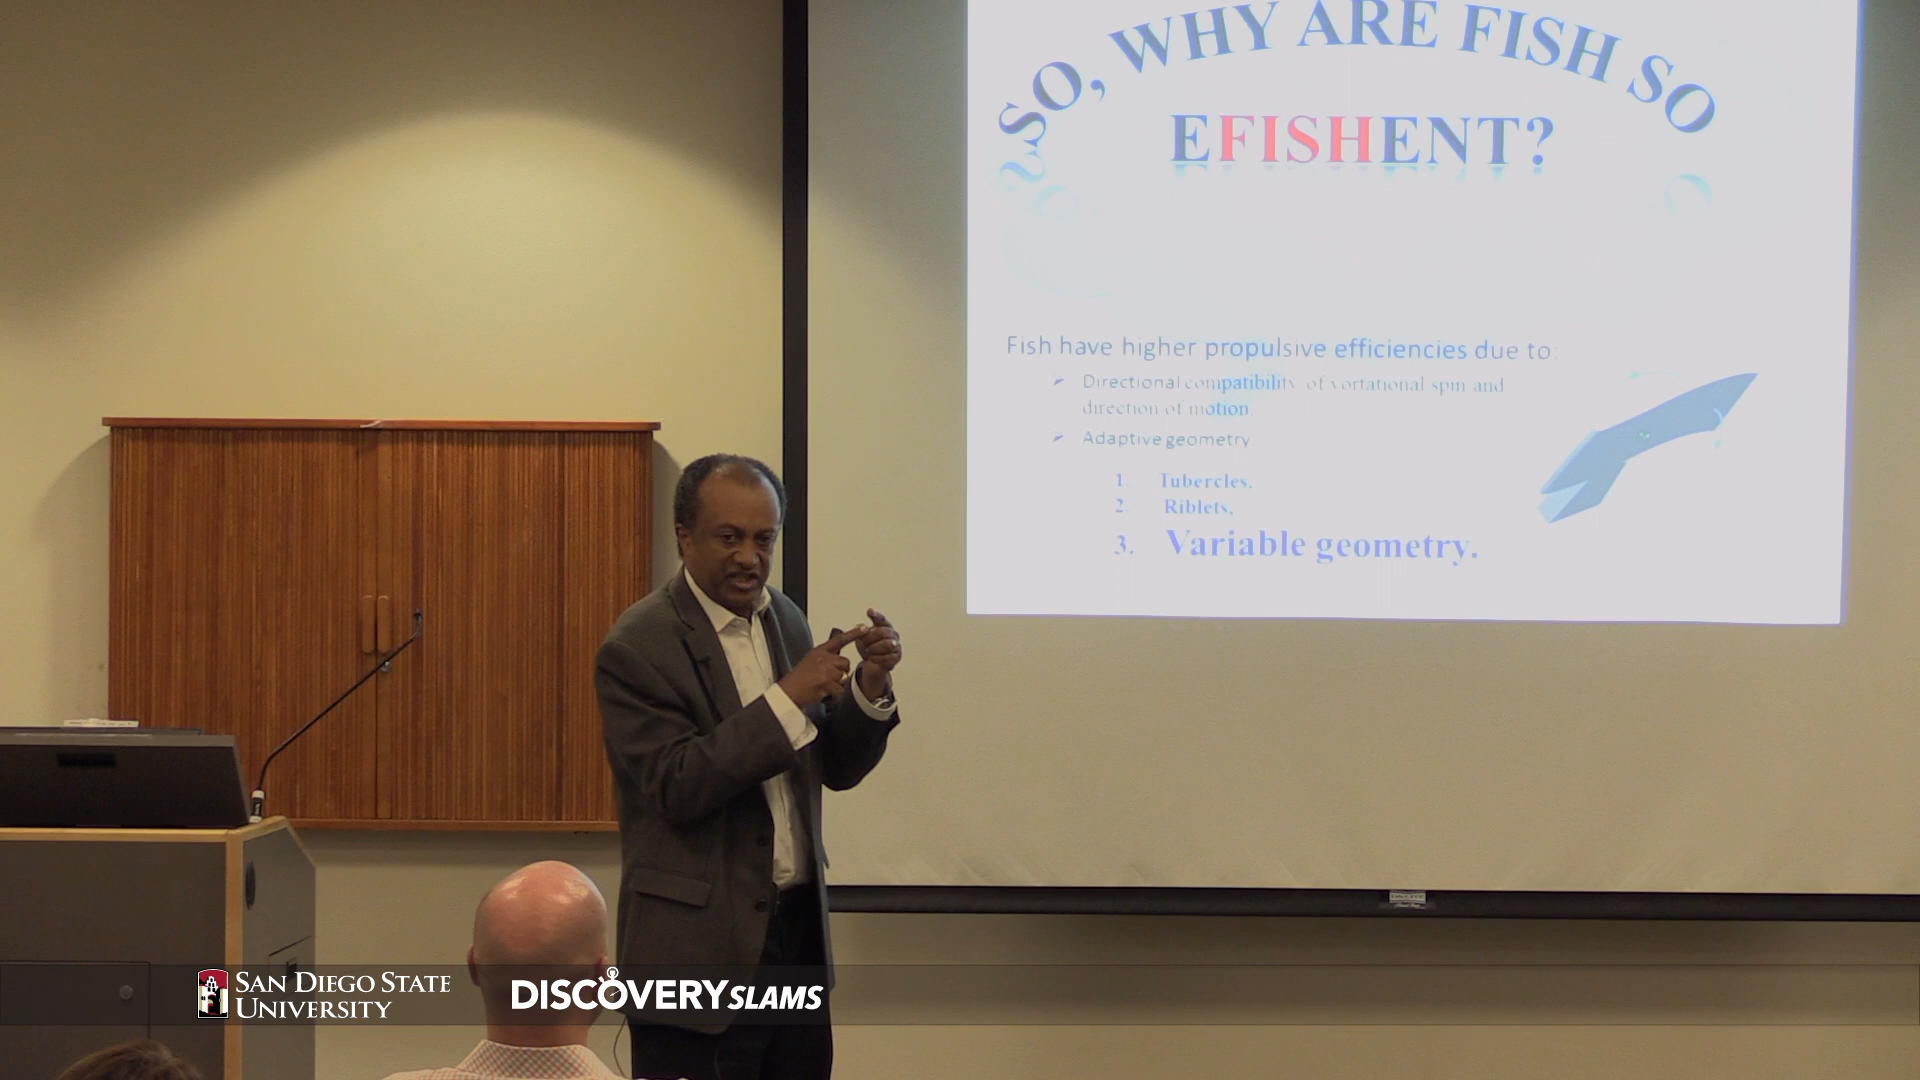 SO, WHY ARE FISH SO
EFISHENT?
Fish have higher propulsive efficiencies due to:
Directional compatibility of vortational spin and
direction of motion.
Adaptive geometry
1. Tubercles,
2. Riblets,
3. Variable geometry.
SAN DIEGO STATE
UNIVERSITY
DISCOVERY SLAMS